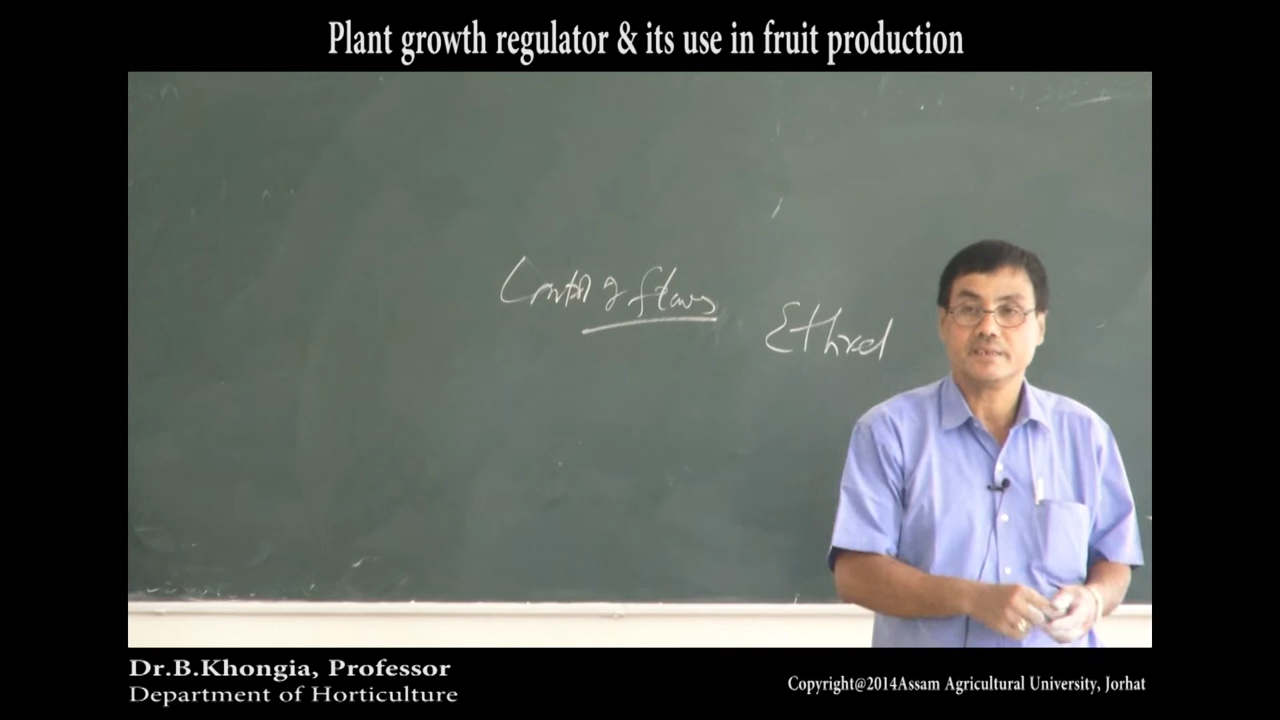 Plant growth regulator & its use in fruit production
Control of flowers
Ethrel
Dr.B.Khongia, Professor
Department of Horticulture
Copyright@2014Assam Agricultural University, Jorhat